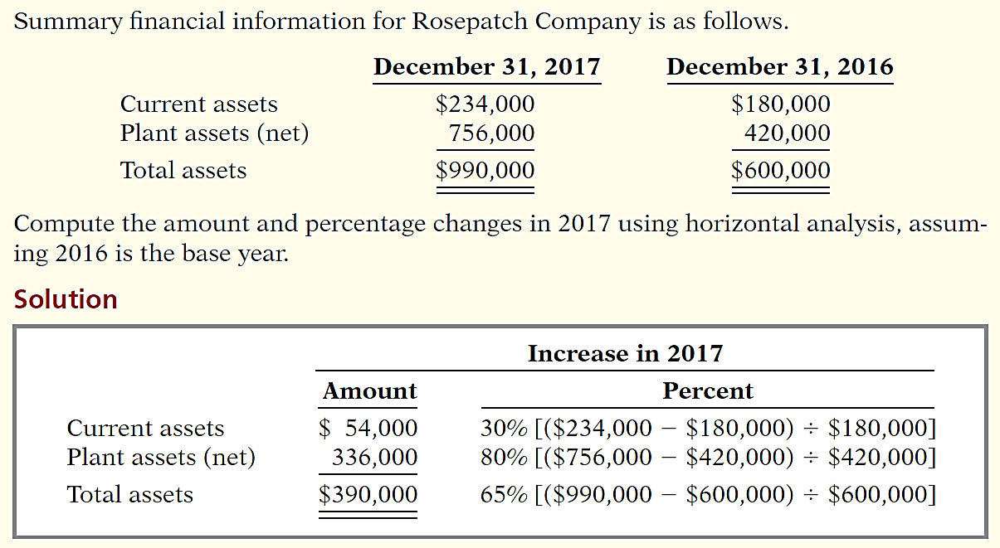 Summary financial information for Rosepatch Company is as follows.
December 31, 2017 December 31, 2016
Current assets $234,000 $180,000
Plant assets (net) 756,000 420,000
Total assets $990,000 $600,000
Compute the amount and percentage changes in 2017 using horizontal analysis, assum-
ing 2016 is the base year.
Solution
Increase in 2017
Amount Percent
Current assets $ 54,000 30% [($234,000 − $180,000) ÷ $180,000]
Plant assets (net) 336,000 80% [($756,000 − $420,000) ÷ $420,000]
Total assets $390,000 65% [($990,000 − $600,000) ÷ $600,000]